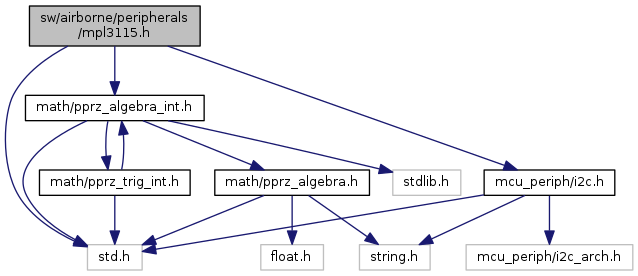 sw/airborne/peripherals
/mpl3115.h
math/pprz_algebra_int.h
math/pprz_trig_int.h
math/pprz_algebra.h
stdlib.h
mcu_periph/i2c.h
std.h
float.h
string.h
mcu_periph/i2c_arch.h